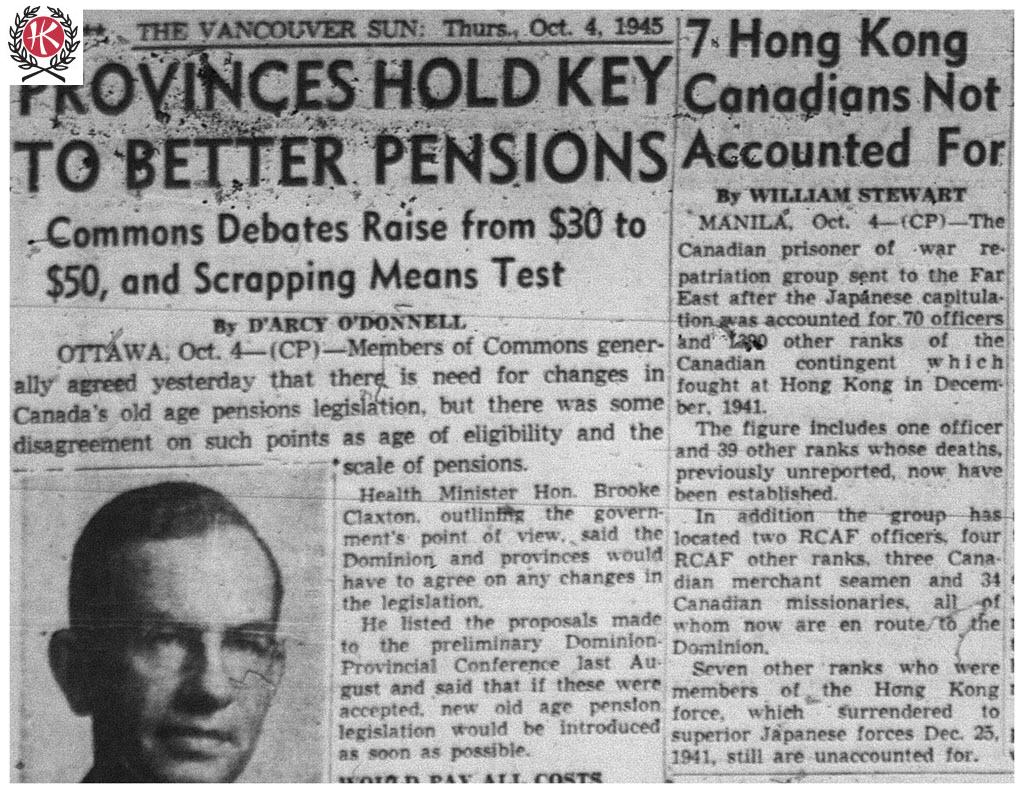 HK
THE VANCOUVER SUN: Thurs., Oct. 4, 1945
PROVINCES HOLD KEY
TO BETTER PENSIONS
Commons Debates Raise from $30 to
$50, and Scrapping Means Test
By D'ARCY O'DONNELL
OTTAWA, Oct. 4—(CP)—Members of Commons gener-
ally agreed yesterday that there is need for changes in
Canada's old age pensions legislation, but there was some
disagreement on such points as age of eligibility and the
scale of pensions.
Health Minister Hon. Brooke
Claxton, outlining the govern-
ment's point of view, said the
Dominion and provinces would
have to agree on any changes in
the legislation.
He listed the proposals made
to the preliminary Dominion-
Provincial Conference last Au-
gust and said that if these were
accepted, new old age pension
legislation would be introduced
as soon as possible.
WOULD PAY ALL COSTS
7 Hong Kong
Canadians Not
Accounted For
By WILLIAM STEWART
MANILA, Oct. 4—(CP)—The
Canadian prisoner of war re-
patriation group sent to the Far
East after the Japanese capitula-
tion was accounted for 70 officers
and other ranks of the
Canadian contingent which
fought at Hong Kong in Decem-
ber, 1941.
The figure includes one officer
and 39 other ranks whose deaths,
previously unreported, now have
been established.
In addition the group has
located two RCAF officers, four
RCAF other ranks, three Cana-
dian merchant seamen and 34
Canadian missionaries, all of
whom now are en route to the
Dominion.
Seven other ranks who were
members of the Hong Kong
force, which surrendered to
superior Japanese forces Dec. 25,
1941, still are unaccounted for.